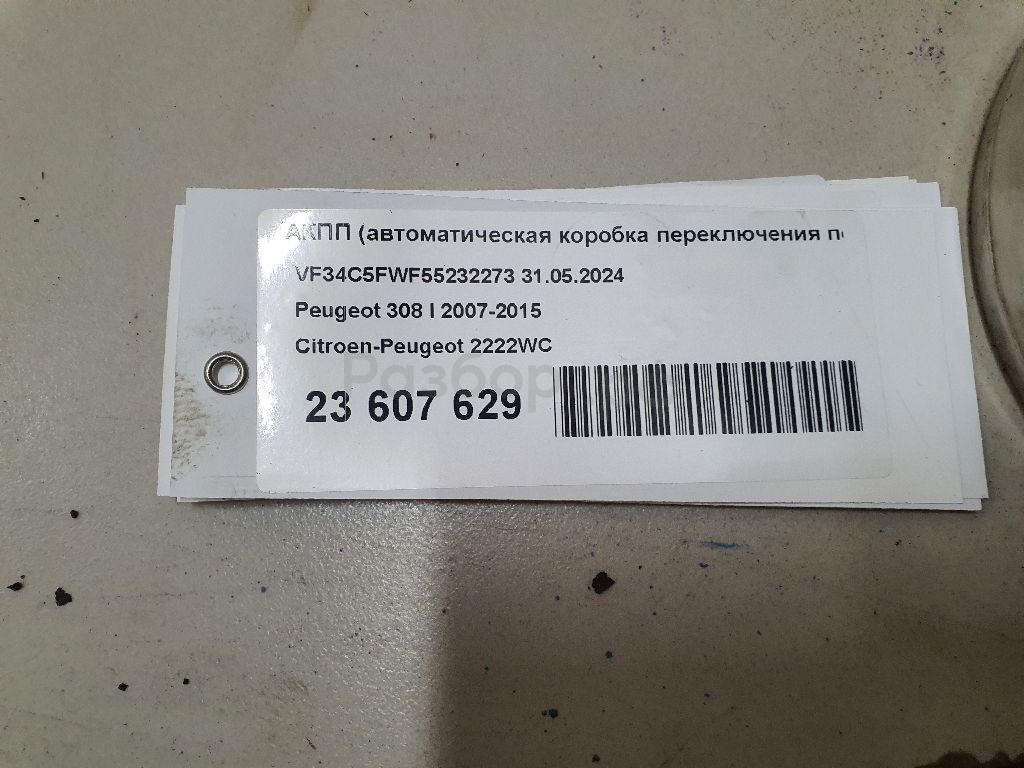 АКПП (автоматическая коробка переключения
VF34C5FWF55232273 31.05.2024
Peugeot 308 I 2007-2015
Citroen-Peugeot 2222WC
23 607 629